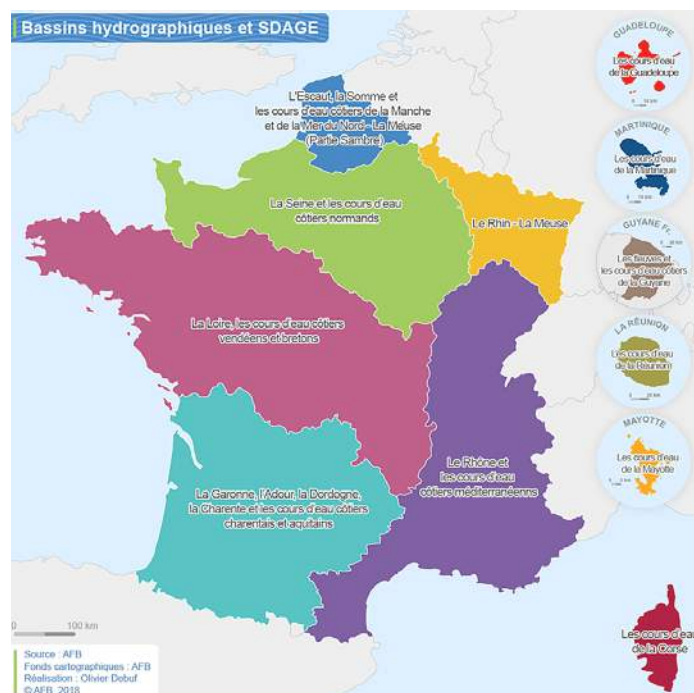 Bassins hydrographiques et SDAGE
L'Escaut, la Somme et
les cours d'eau côtiers de la Manche
et de la Mer du Nord - La Meuse
(Partie Sambre)
La Seine et les cours d'eau
côtiers normands
Le Rhin - La Meuse
La Loire, les cours d'eau côtiers
vendéens et bretons
Le Rhône et
les cours d'eau
côtiers méditerranéens
La Garonne, l'Adour, la Dordogne,
la Charente et les cours d'eau côtiers
charentais et aquitains
GUADELOUPE
Les cours d'eau
de la Guadeloupe
MARTINIQUE
Les cours d'eau
de la Martinique
GUYANE Fr.
Les fleuves et
les cours d'eau côtiers
de la Guyane
LA RÉUNION
Les cours d'eau
de la Réunion
MAYOTTE
Les cours d'eau
de la Mayotte
Les cours d'eau
de la Corse
0 100 km
Source : AFB
Fonds cartographiques : AFB
Réalisation : Olivier Debuf
© AFB, 2018